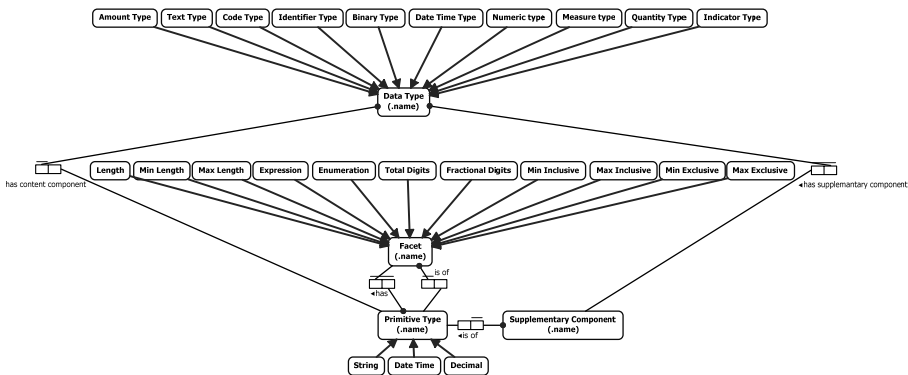 Amount Type Text Type Code Type Identifier Type Binary Type Date Time Type Numeric type Measure type Quantity Type Indicator Type
Data Type
(.name)
Length Min Length Max Length Expression Enumeration Total Digits Fractional Digits Min Inclusive Max Inclusive Min Exclusive Max Exclusive
has content component
◄has supplemantary component
Facet
(.name)
is of
◄has
Primitive Type
(.name)
◄is of
Supplementary Component
(.name)
String Date Time Decimal